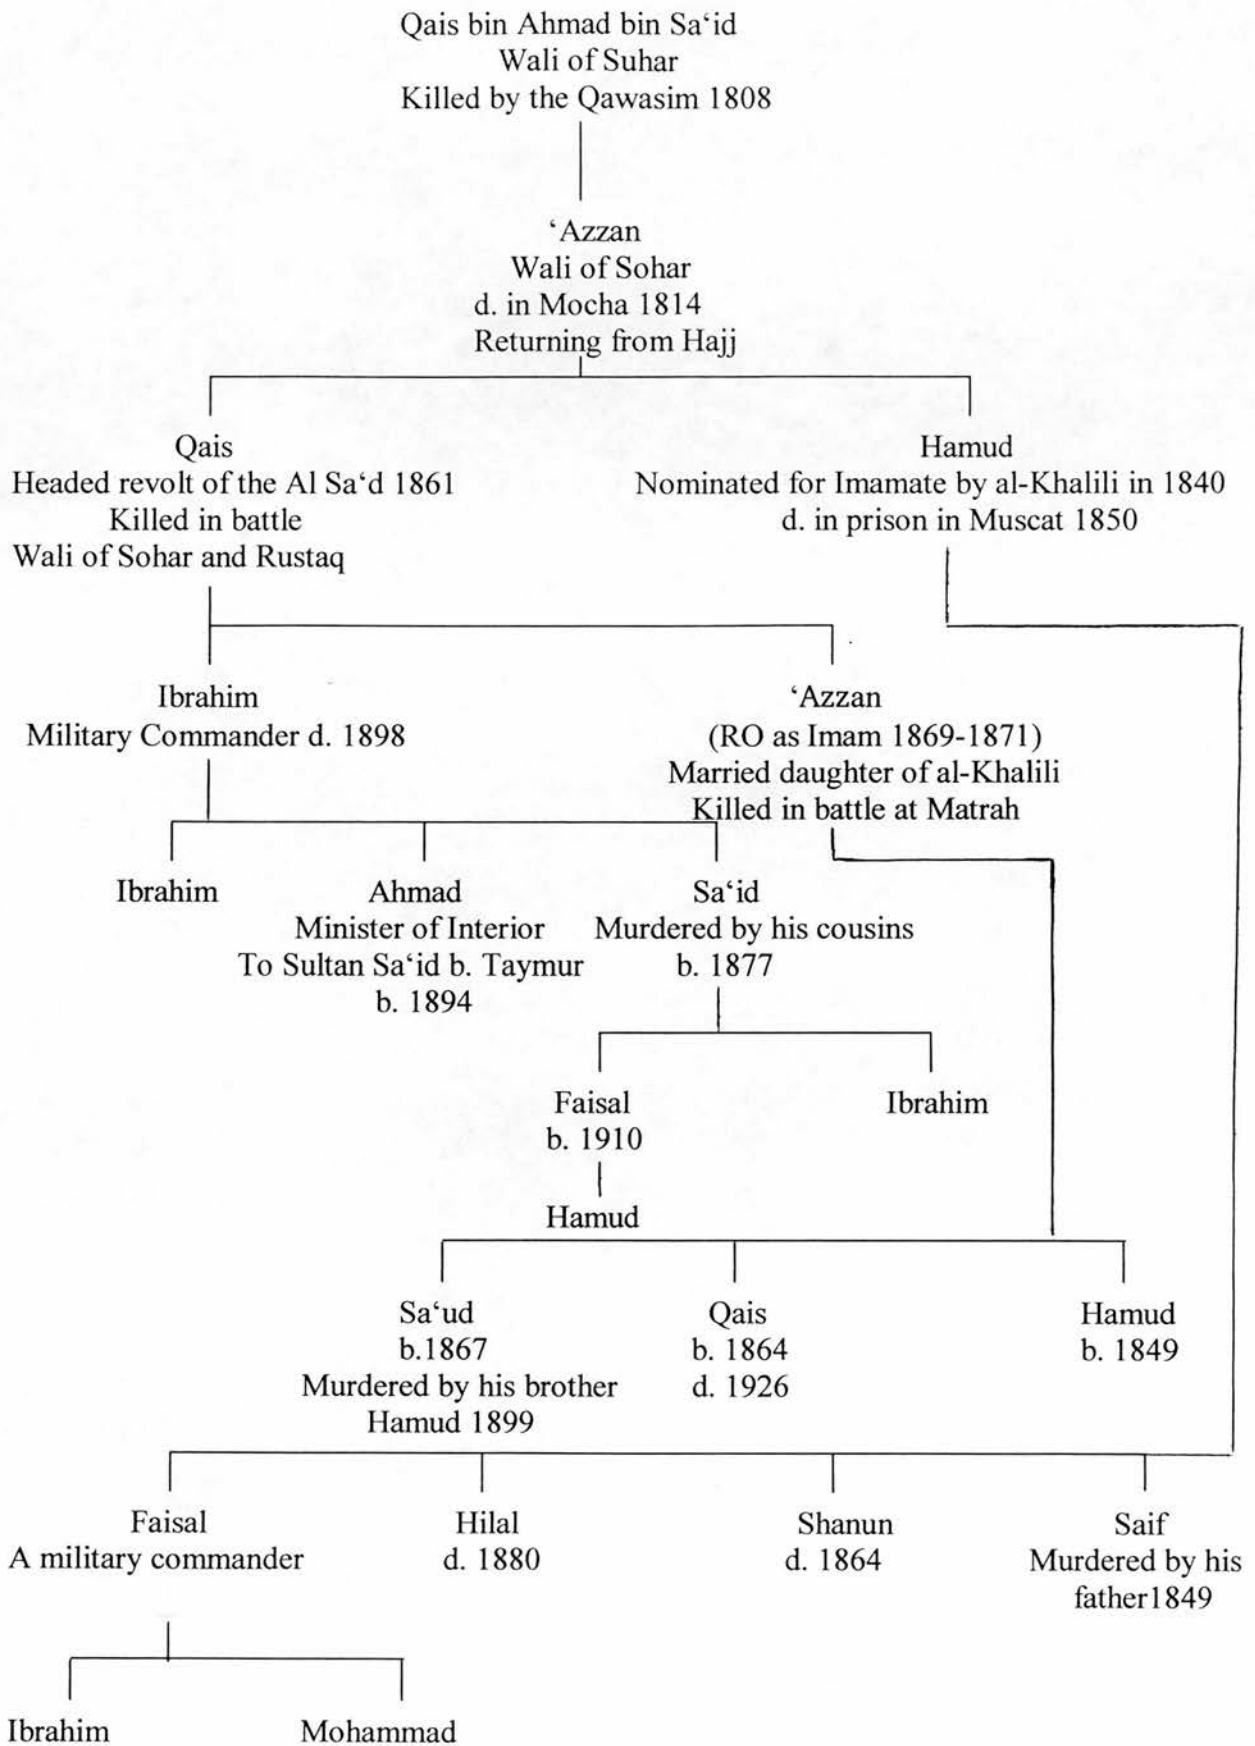 Qais bin Ahmad bin Sa‘id
Wali of Suhar
Killed by the Qawasim 1808
‘Azzan
Wali of Sohar
d. in Mocha 1814
Returning from Hajj
Qais
Headed revolt of the Al Sa‘d 1861
Killed in battle
Wali of Sohar and Rustaq
Hamud
Nominated for Imamate by al-Khalili in 1840
d. in prison in Muscat 1850
Ibrahim
Military Commander d. 1898
‘Azzan
(RO as Imam 1869-1871)
Married daughter of al-Khalili
Killed in battle at Matrah
Ibrahim
Ahmad
Minister of Interior
To Sultan Sa‘id b. Taymur
b. 1894
Sa‘id
Murdered by his cousins
b. 1877
Faisal
b. 1910
Ibrahim
Hamud
Sa‘ud
b.1867
Murdered by his brother
Hamud 1899
Qais
b. 1864
d. 1926
Hamud
b. 1849
Faisal
A military commander
Hilal
d. 1880
Shanun
d. 1864
Saif
Murdered by his
father1849
Ibrahim
Mohammad